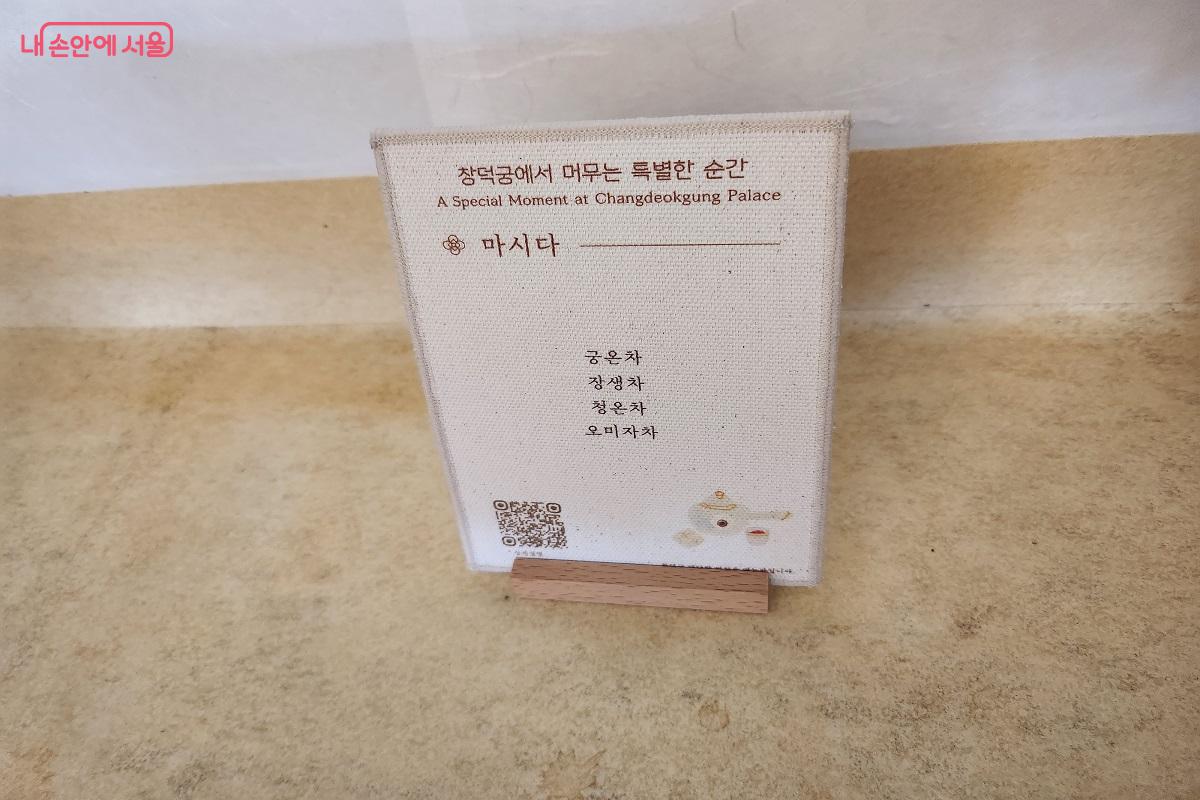 내 손안에 서울
창덕궁에서 머무는 특별한 순간
A Special Moment at Changdeokgung Palace
마시다
궁온차
장생차
청온차
오미자차